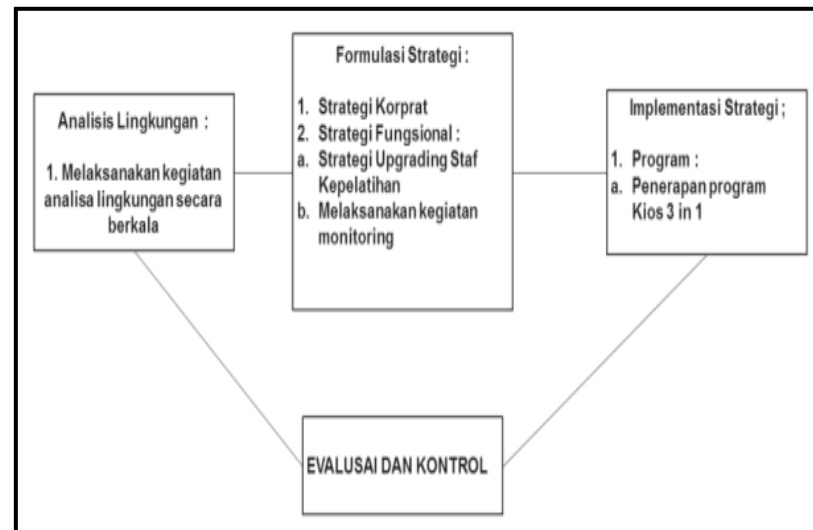 Analisis Lingkungan :
1. Melaksanakan kegiatan
analisa lingkungan secara
berkala
Formulasi Strategi :
1. Strategi Korprat
2. Strategi Fungsional :
a. Strategi Upgrading Staf
Kepelatihan
b. Melaksanakan kegiatan
monitoring
Implementasi Strategi ;
1. Program :
a. Penerapan program
Kios 3 in 1
EVALUSAI DAN KONTROL